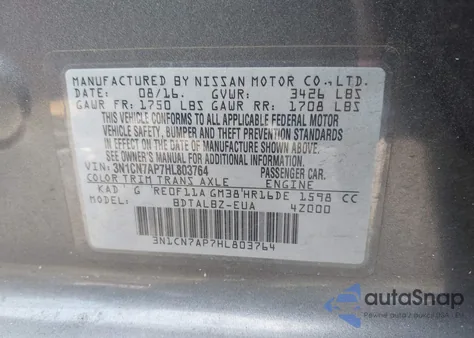 MANUFACTURED BY NISSAN MOTOR CO., LTD.
DATE: 08/16. GVWR: 3426 LBS
GAWR FR: 1750 LBS GAWR RR: 1708 LBS
THIS VEHICLE CONFORMS TO ALL APPLICABLE FEDERAL MOTOR
VEHICLE SAFETY, BUMPER AND THEFT PREVENTION STANDARDS
IN EFFECT ON THE DATE OF MANUFACTURE SHOWN ABOVE.
SEE OWNER'S MANUAL FOR ADDITIONAL INFORMATION.
VIN: 3N1CN7AP7HL803764 PASSENGER CAR.
COLOR TRIM TRANS AXLE ENGINE
KAD G RE0F11A GM38 HR16DE 1598 CC
MODEL: BDTALBZ-EUA 42000
3N1CN7AP7HL803764
autoSnap